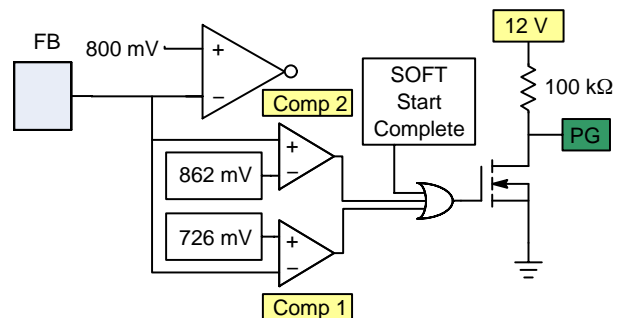 FB
800 mV
+
−
Comp 2
SOFT
Start
Complete
12 V
100 kΩ
PG
862 mV
+
−
726 mV
+
−
Comp 1